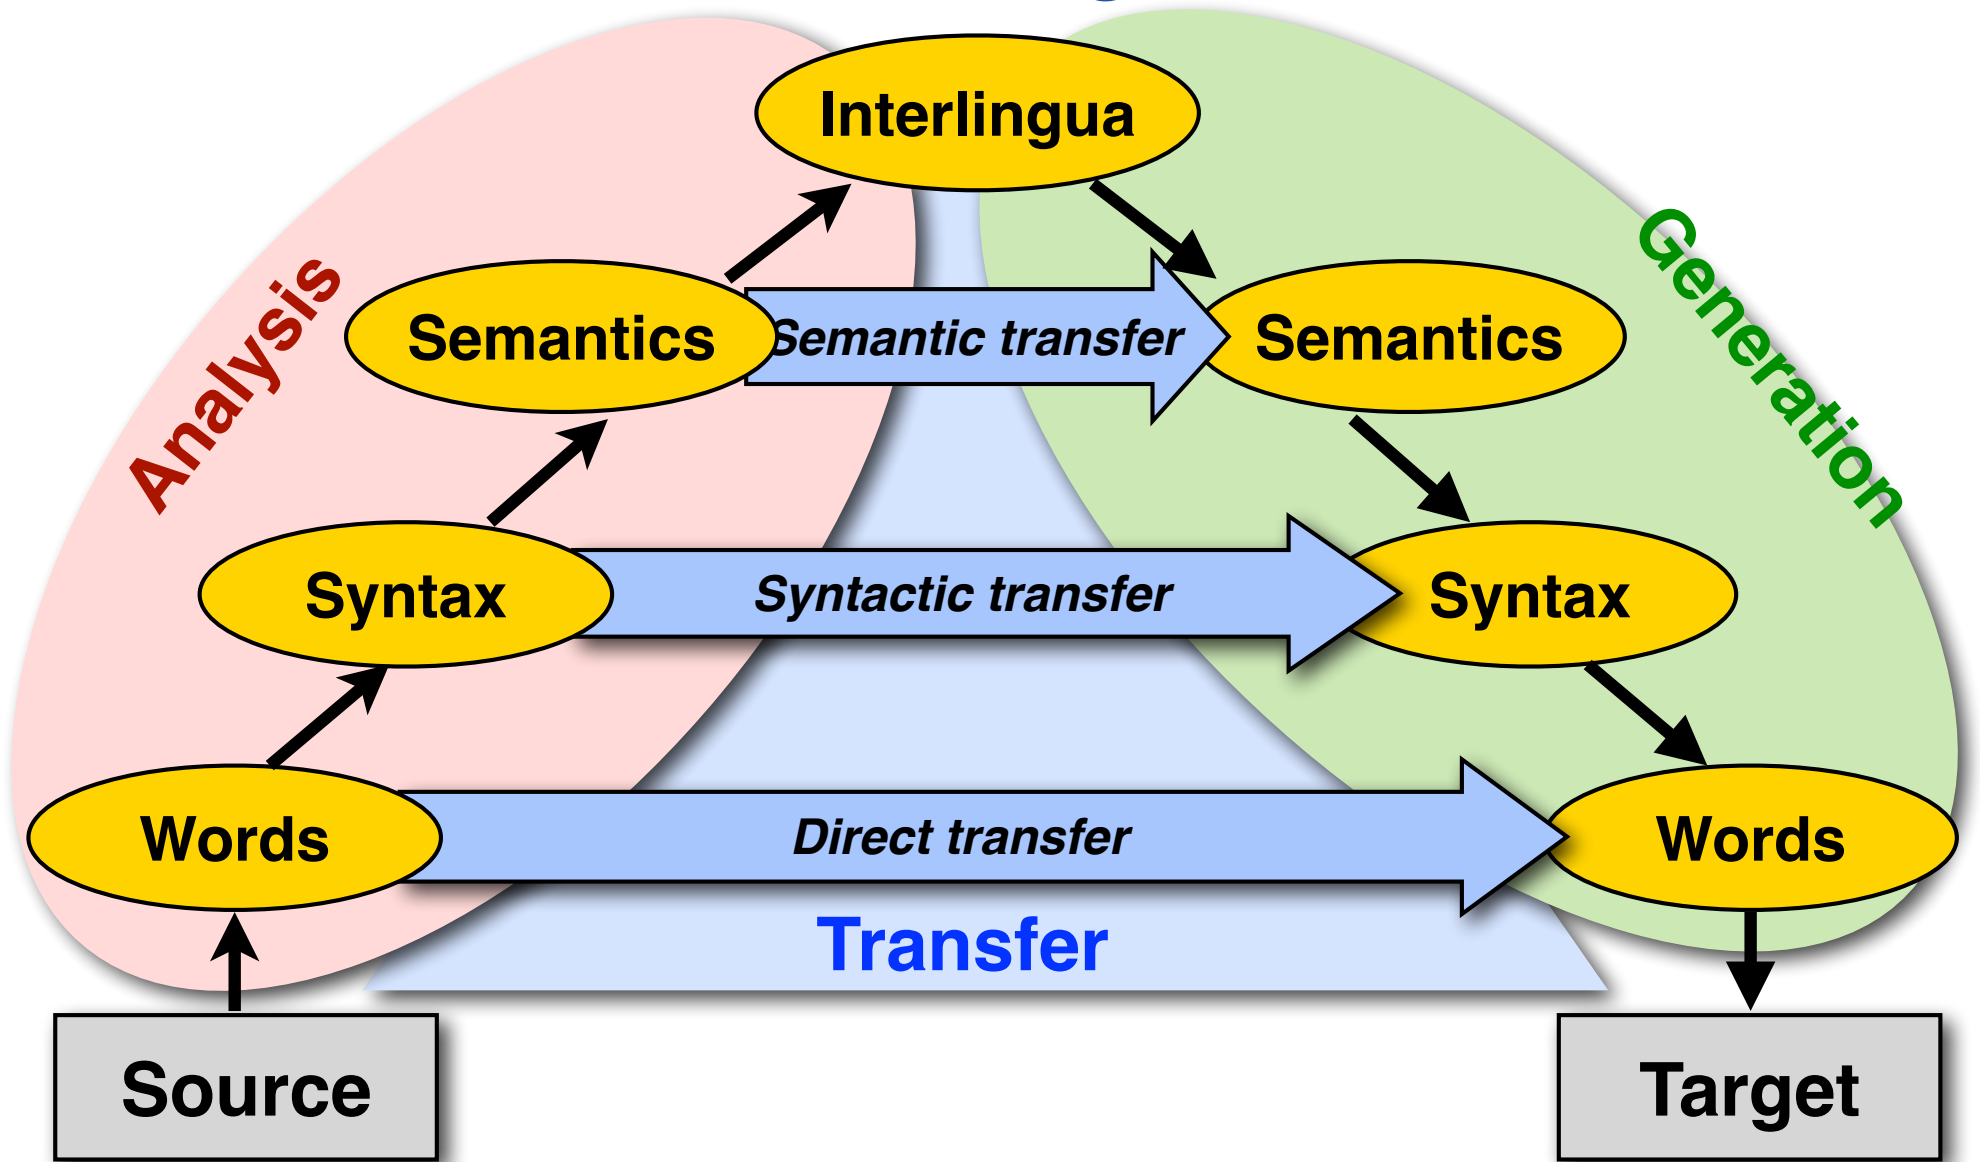 Interlingua
Analysis
Generation
Semantics
Semantic transfer
Semantics
Syntax
Syntactic transfer
Syntax
Words
Direct transfer
Words
Transfer
Source
Target